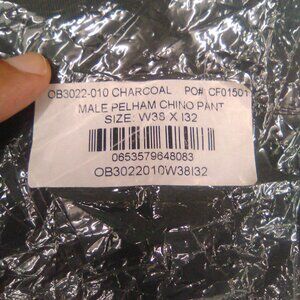 OB3022-010 CHARCOAL PO# CF01501
MALE PELHAM CHINO PANT
SIZE: W38 X I32
0653579648083
OB3022010W38I32